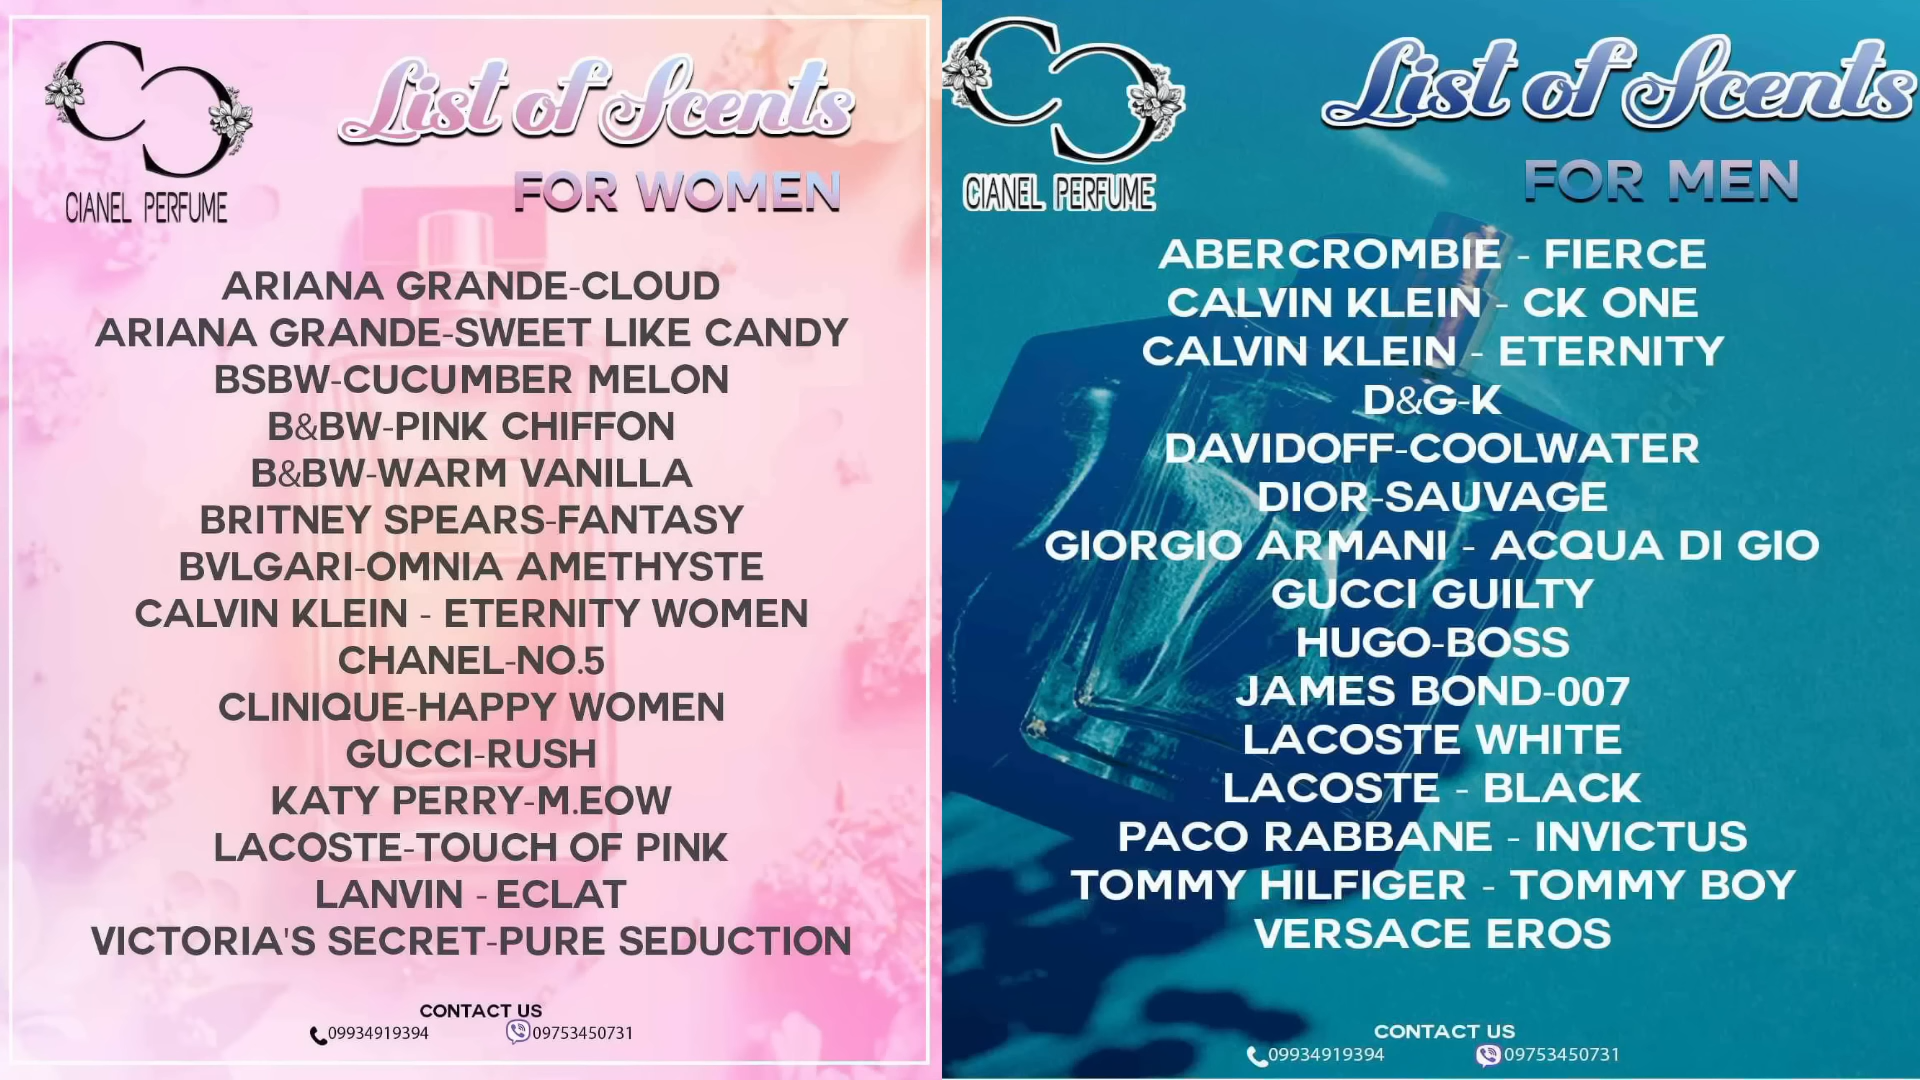 CIANEL PERFUME
List of Scents
FOR WOMEN
ARIANA GRANDE-CLOUD
ARIANA GRANDE-SWEET LIKE CANDY
BSBW-CUCUMBER MELON
B&BW-PINK CHIFFON
B&BW-WARM VANILLA
BRITNEY SPEARS-FANTASY
BVLGARI-OMNIA AMETHYSTE
CALVIN KLEIN - ETERNITY WOMEN
CHANEL-NO.5
CLINIQUE-HAPPY WOMEN
GUCCI-RUSH
KATY PERRY-M.EOW
LACOSTE-TOUCH OF PINK
LANVIN - ECLAT
VICTORIA'S SECRET-PURE SEDUCTION
CONTACT US
09934919394 09753450731
CIANEL PERFUME
List of Scents
FOR MEN
ABERCROMBIE - FIERCE
CALVIN KLEIN - CK ONE
CALVIN KLEIN - ETERNITY
D&G-K
DAVIDOFF-COOLWATER
DIOR-SAUVAGE
GIORGIO ARMANI - ACQUA DI GIO
GUCCI GUILTY
HUGO-BOSS
JAMES BOND-007
LACOSTE WHITE
LACOSTE - BLACK
PACO RABBANE - INVICTUS
TOMMY HILFIGER - TOMMY BOY
VERSACE EROS
CONTACT US
09934919394 09753450731